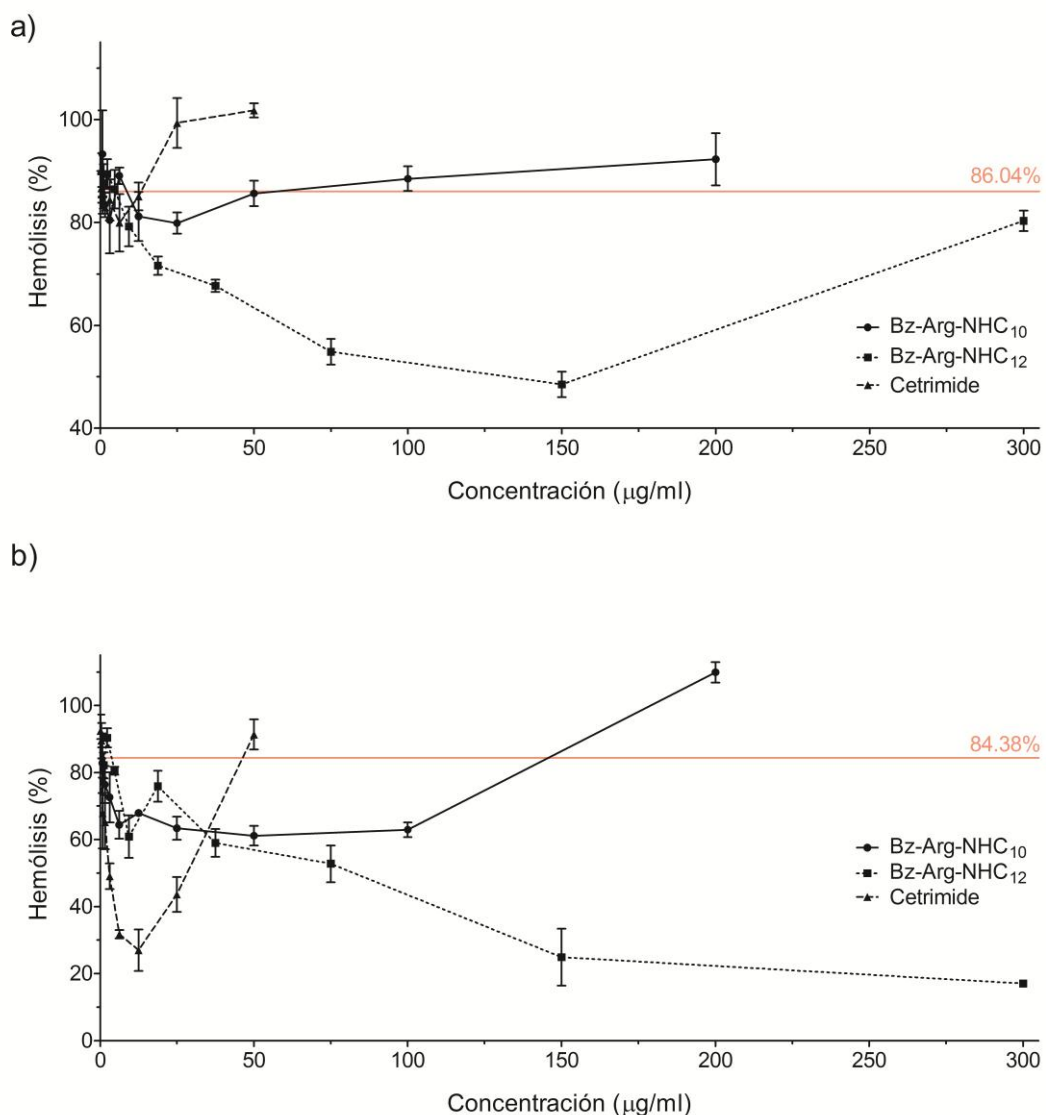 a)
100
80
60
40
Hemólisis (%)
86.04%
Bz-Arg-NHC₁₀
Bz-Arg-NHC₁₂
Cetrimide
0 50 100 150 200 250 300
Concentración (µg/ml)
b)
100
80
60
40
20
0
Hemólisis (%)
84.38%
Bz-Arg-NHC₁₀
Bz-Arg-NHC₁₂
Cetrimide
0 50 100 150 200 250 300
Concentración (µg/ml)